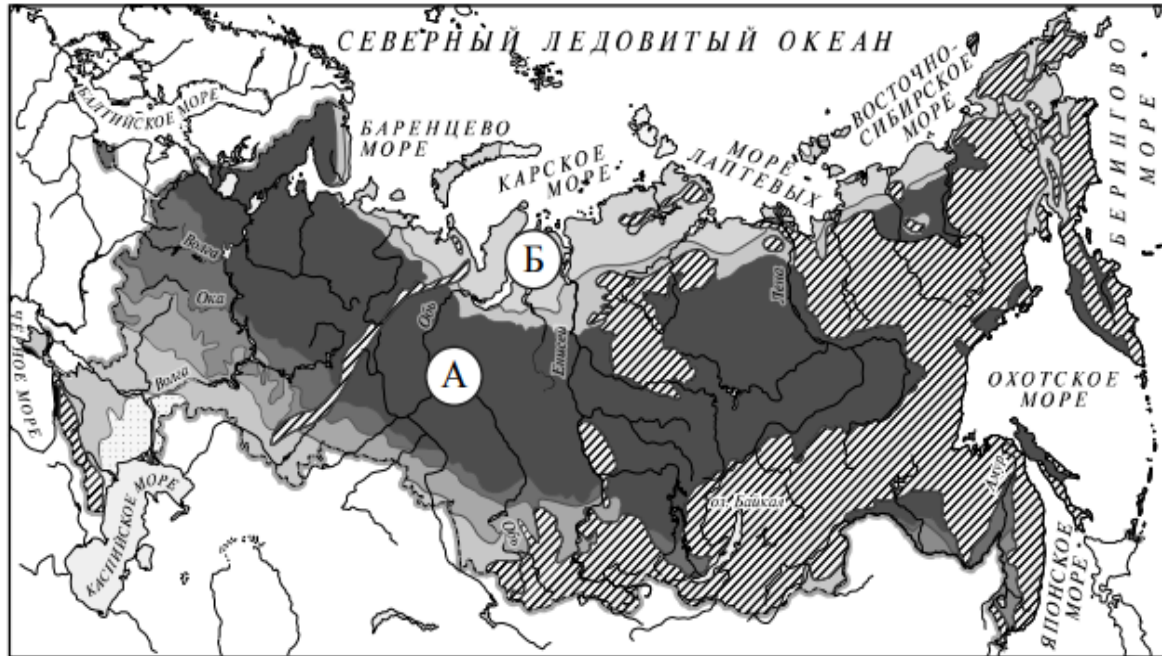 СЕВЕРНЫЙ ЛЕДОВИТЫЙ ОКЕАН
БАЛТИЙСКОЕ МОРЕ
БАРЕНЦЕВО
МОРЕ
КАРСКОЕ
МОРЕ
МОРЕ
ЛАПТЕВЫХ
ВОСТОЧНО-
СИБИРСКОЕ
МОРЕ
БЕРИНГОВО
МОРЕ
Б
Волга
Ока
Обь
Енисей
Лена
А
ЧЕРНОЕ МОРЕ
Волга
ОХОТСКОЕ
МОРЕ
КАСПИЙСКОЕ МОРЕ
Обь
оз. Байкал
Амур
ЯПОНСКОЕ
МОРЕ